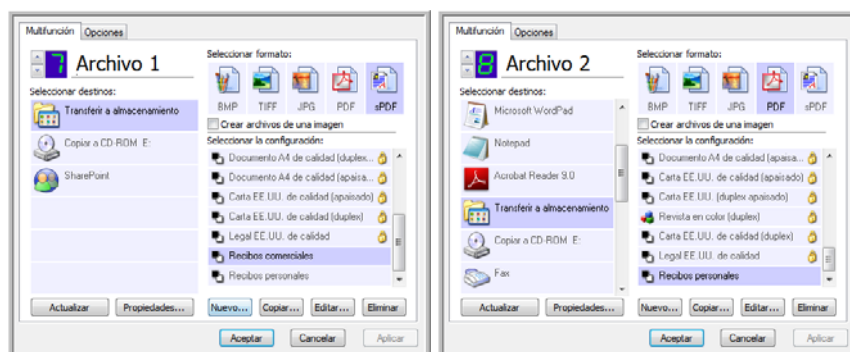 Multifunción Opciones
7 Archivo 1
Seleccionar formato:
BMP TIFF JPG PDF sPDF
Seleccionar destinos:
Transferir a almacenamiento
Copiar a CD-ROM E:
SharePoint
Crear archivos de una imagen
Seleccionar la configuración:
Documento A4 de calidad (duplex...
Documento A4 de calidad (apaisa...
Carta EE.UU. de calidad (apaisado)
Carta EE.UU. de calidad (duplex)
Legal EE.UU. de calidad
Recibos comerciales
Recibos personales
Actualizar Propiedades... Nuevo... Copiar... Editar... Eliminar
Aceptar Cancelar Aplicar
Multifunción Opciones
8 Archivo 2
Seleccionar formato:
BMP TIFF JPG PDF sPDF
Seleccionar destinos:
Microsoft WordPad
Notepad
Acrobat Reader 9.0
Transferir a almacenamiento
Copiar a CD-ROM E:
Fax
Crear archivos de una imagen
Seleccionar la configuración:
Documento A4 de calidad (apaisa...
Carta EE.UU. de calidad (apaisado)
Carta EE.UU. (duplex apaisado)
Revista en color (duplex)
Carta EE.UU. de calidad (duplex)
Legal EE.UU. de calidad
Recibos personales
Actualizar Propiedades... Nuevo... Copiar... Editar... Eliminar
Aceptar Cancelar Aplicar